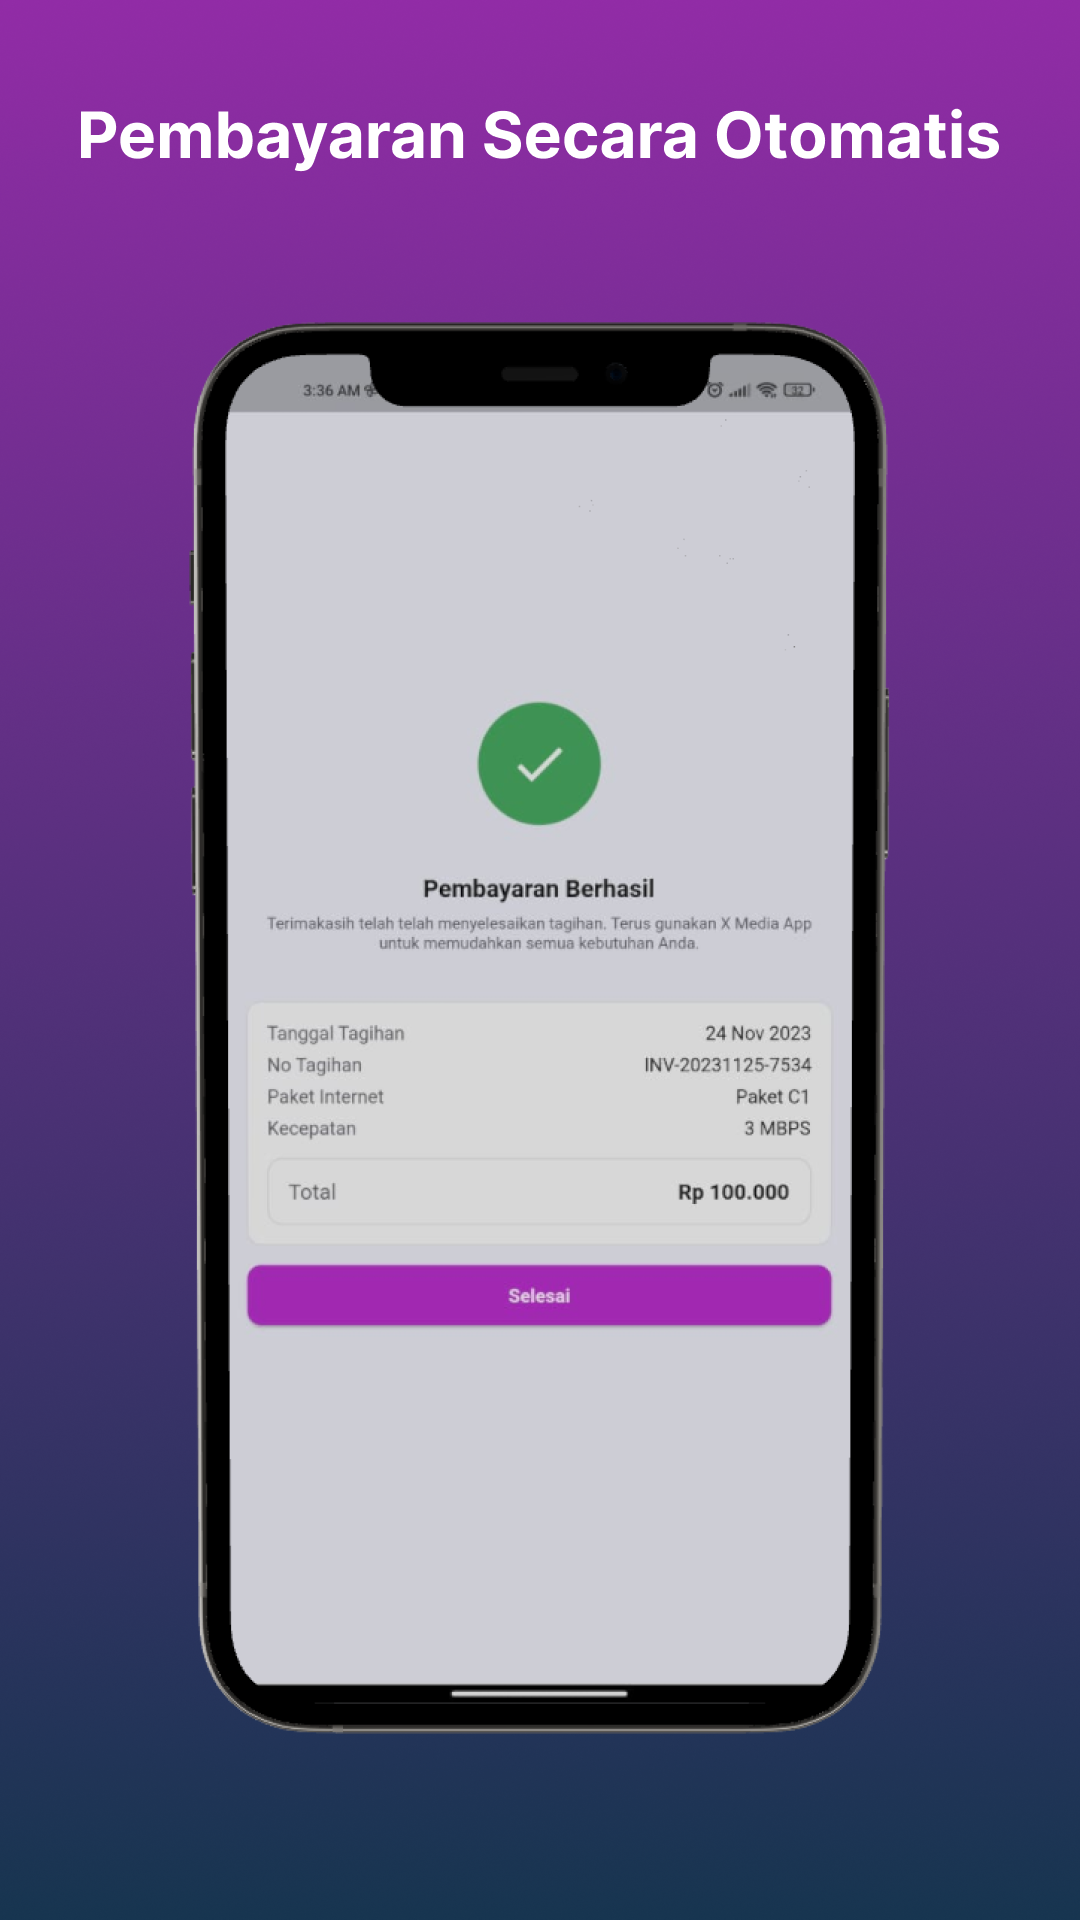 Pembayaran Secara Otomatis
3:36 AM
32
Pembayaran Berhasil
Terimakasih telah telah menyelesaikan tagihan. Terus gunakan X Media App
untuk memudahkan semua kebutuhan Anda.
Tanggal Tagihan 24 Nov 2023
No Tagihan INV-20231125-7534
Paket Internet Paket C1
Kecepatan 3 MBPS
Total Rp 100.000
Selesai